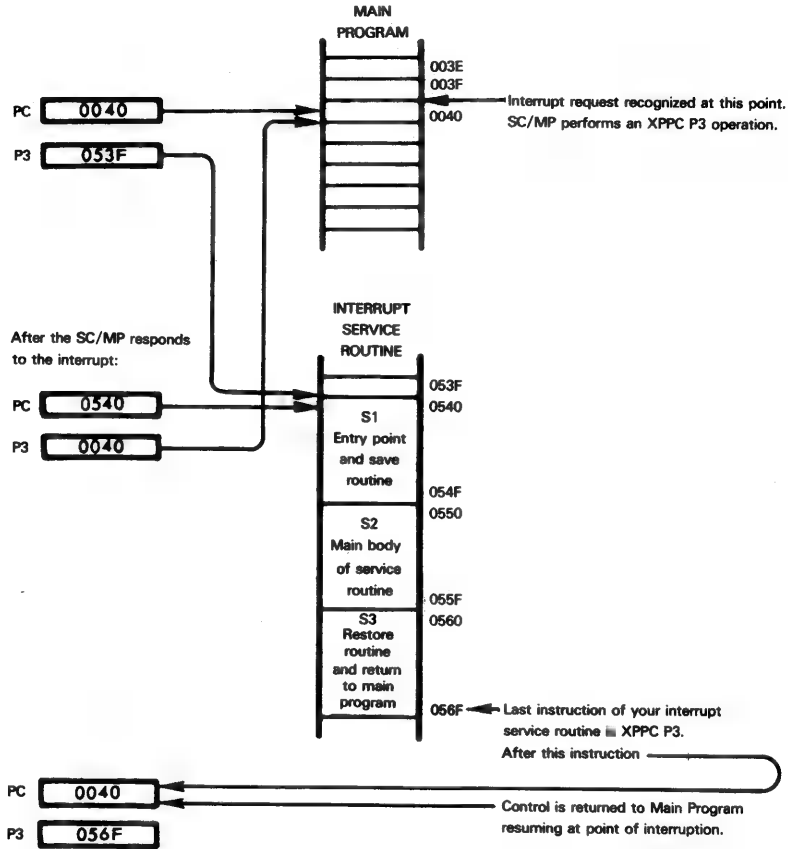 MAIN
PROGRAM
003E
003F
0040
PC 0040
P3 053F
Interrupt request recognized at this point.
SC/MP performs an XPPC P3 operation.
INTERRUPT
SERVICE
ROUTINE
After the SC/MP responds
to the interrupt:
PC 0540
P3 0040
053F
0540
S1
Entry point
and save
routine
054F
0550
S2
Main body
of service
routine
055F
0560
S3
Restore
routine
and return
to main
program
056F
Last instruction of your interrupt
service routine XPPC P3.
After this instruction
PC 0040
P3 056F
Control is returned to Main Program
resuming at point of interruption.